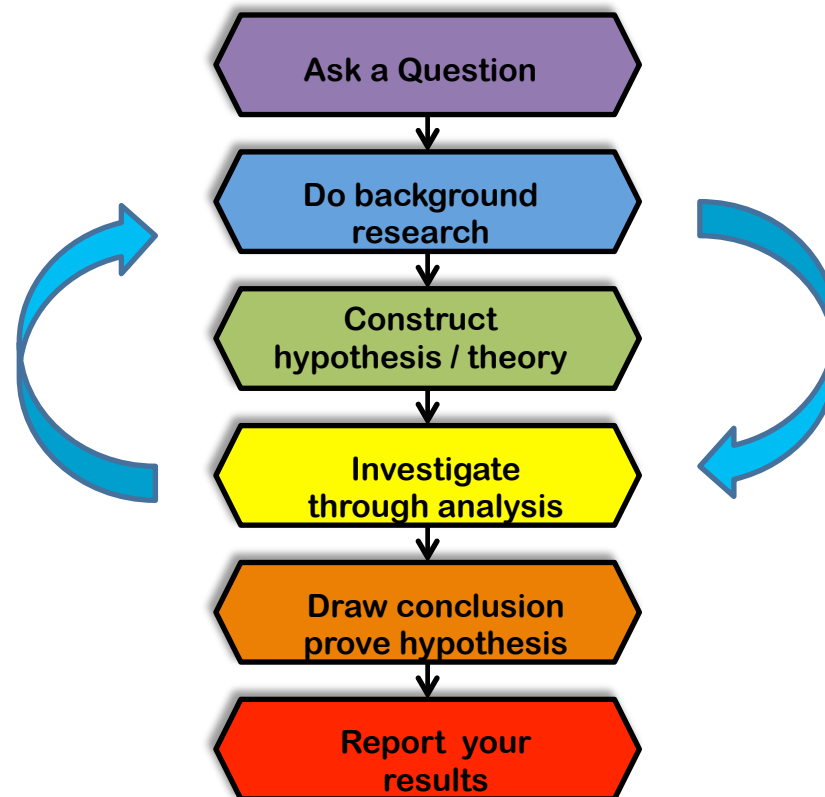 Ask a Question
Do background
research
Construct
hypothesis / theory
Investigate
through analysis
Draw conclusion
prove hypothesis
Report your
results